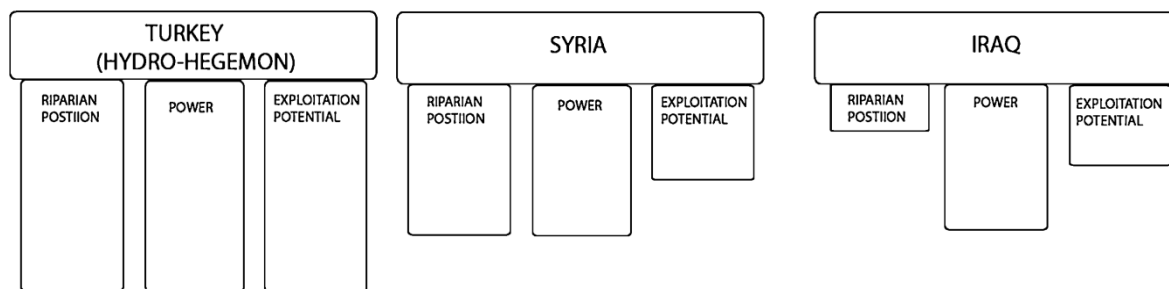 TURKEY
(HYDRO-HEGEMON)
RIPARIAN
POSTIION
POWER
EXPLOITATION
POTENTIAL
SYRIA
RIPARIAN
POSTIION
POWER
EXPLOITATION
POTENTIAL
IRAQ
RIPARIAN
POSTIION
POWER
EXPLOITATION
POTENTIAL